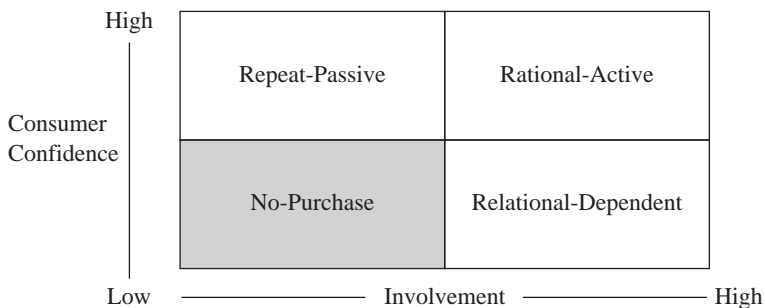 High
Repeat-Passive Rational-Active
Consumer
Confidence
No-Purchase Relational-Dependent
Low Involvement High